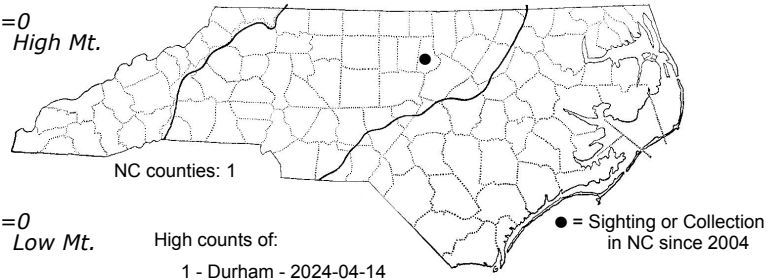 =0
High Mt.
NC counties: 1
=0
Low Mt.
High counts of:
1 - Durham - 2024-04-14
● = Sighting or Collection
in NC since 2004